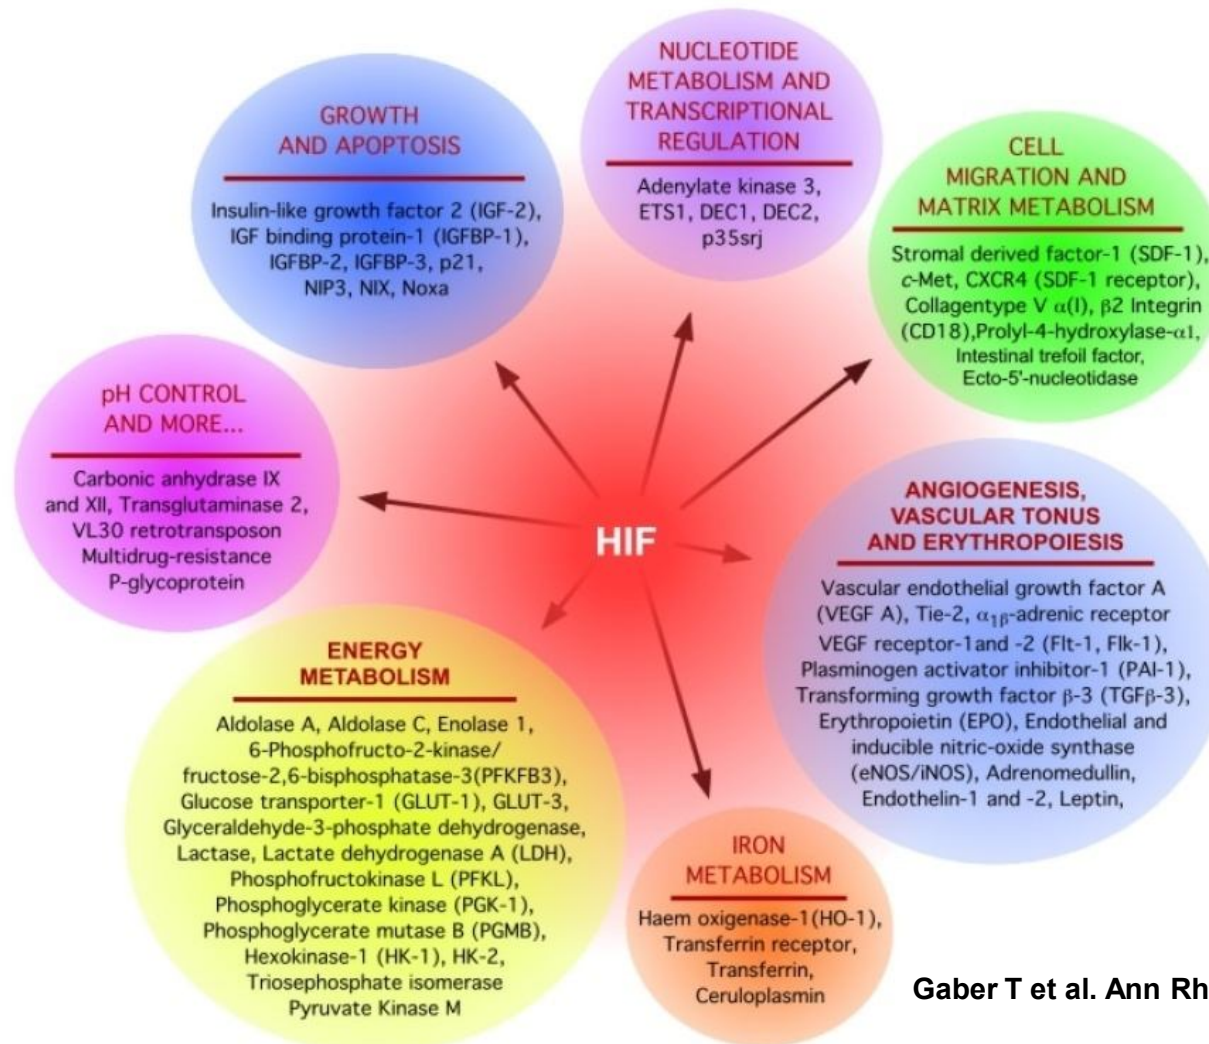 NUCLEOTIDE
METABOLISM AND
TRANSCRIPTIONAL
REGULATION
Adenylate kinase 3,
ETS1, DEC1, DEC2,
p35srj
GROWTH
AND APOPTOSIS
Insulin-like growth factor 2 (IGF-2),
IGF binding protein-1 (IGFBP-1),
IGFBP-2, IGFBP-3, p21,
NIP3, NIX, Noxa
CELL
MIGRATION AND
MATRIX METABOLISM
Stromal derived factor-1 (SDF-1),
c-Met, CXCR4 (SDF-1 receptor),
Collagentype V α(I), β2 Integrin
(CD18),Prolyl-4-hydroxylase-α1,
Intestinal trefoil factor,
Ecto-5'-nucleotidase
pH CONTROL
AND MORE...
Carbonic anhydrase IX
and XII, Transglutaminase 2,
VL30 retrotransposon
Multidrug-resistance
P-glycoprotein
HIF
ANGIOGENESIS,
VASCULAR TONUS
AND ERYTHROPOIESIS
Vascular endothelial growth factor A
(VEGF A), Tie-2, α1β-adrenic receptor
VEGF receptor-1and -2 (Flt-1, Flk-1),
Plasminogen activator inhibitor-1 (PAI-1),
Transforming growth factor β-3 (TGFβ-3),
Erythropoietin (EPO), Endothelial and
inducible nitric-oxide synthase
(eNOS/iNOS), Adrenomedullin,
Endothelin-1 and -2, Leptin,
ENERGY
METABOLISM
Aldolase A, Aldolase C, Enolase 1,
6-Phosphofructo-2-kinase/
fructose-2,6-bisphosphatase-3(PFKFB3),
Glucose transporter-1 (GLUT-1), GLUT-3,
Glyceraldehyde-3-phosphate dehydrogenase,
Lactase, Lactate dehydrogenase A (LDH),
Phosphofructokinase L (PFKL),
Phosphoglycerate kinase (PGK-1),
Phosphoglycerate mutase B (PGMB),
Hexokinase-1 (HK-1), HK-2,
Triosephosphate isomerase
Pyruvate Kinase M
IRON
METABOLISM
Haem oxigenase-1(HO-1),
Transferrin receptor,
Transferrin,
Ceruloplasmin
Gaber T et al. Ann Rh